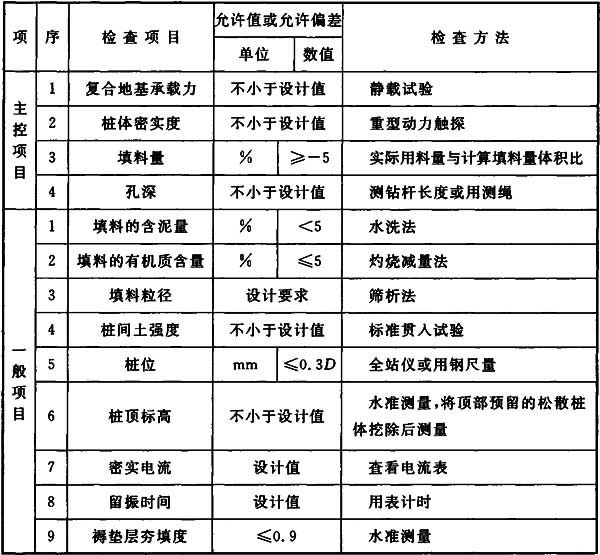 项 序 检查项目 允许值或允许偏差 检查方法
单位 数值
主控项目
1 复合地基承载力 不小于设计值 静载试验
2 桩体密实度 不小于设计值 重型动力触探
3 填料量 % ≥-5 实际用料量与计算填料量体积比
4 孔深 不小于设计值 测钻杆长度或用测绳
一般项目
1 填料的含泥量 % <5 水洗法
2 填料的有机质含量 % ≤5 灼烧减量法
3 填料粒径 设计要求 筛析法
4 桩间土强度 不小于设计值 标准贯入试验
5 桩位 mm ≤0.3D 全站仪或用钢尺量
6 桩顶标高 不小于设计值 水准测量,将顶部预留的松散桩
体挖除后测量
7 密实电流 设计值 查看电流表
8 留振时间 设计值 用表计时
9 褥垫层夯填度 ≤0.9 水准测量